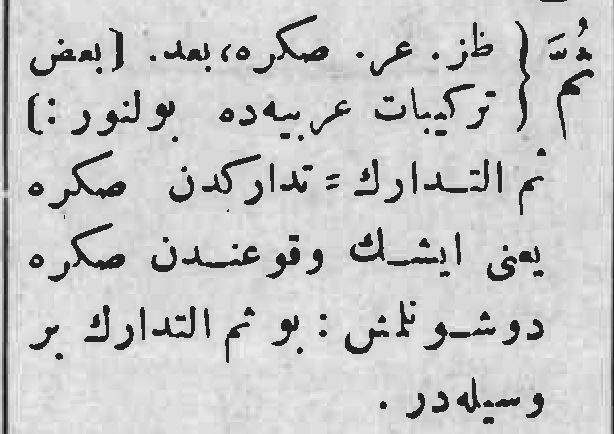 ثُمَّ { ظز. عر. صكره، بعد. [بعض
{ تركيبات عربيه‌ده بولنور:]
ثم التدارك = تداركدن صكره
يعنى ايشك وقوعندن صكره
دوشونلمش: بو ثم التدارك بر
وسيله‌در.